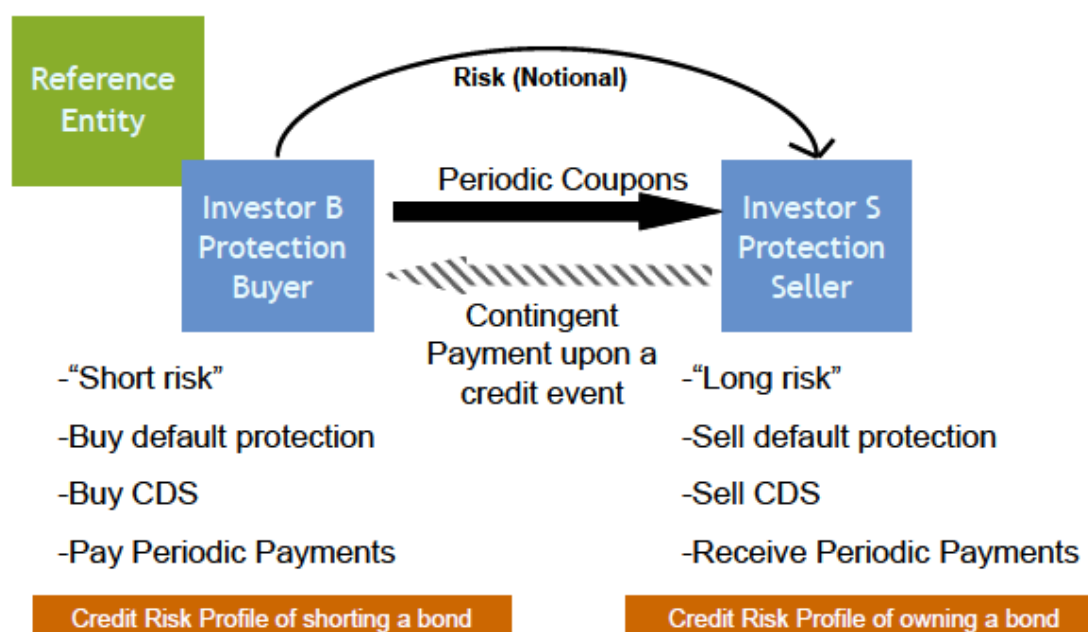 Reference
Entity
Risk (Notional)
Periodic Coupons
Investor B
Protection
Buyer
Investor S
Protection
Seller
Contingent
Payment upon a
credit event
-“Short risk”
-Buy default protection
-Buy CDS
-Pay Periodic Payments
-“Long risk”
-Sell default protection
-Sell CDS
-Receive Periodic Payments
Credit Risk Profile of shorting a bond
Credit Risk Profile of owning a bond